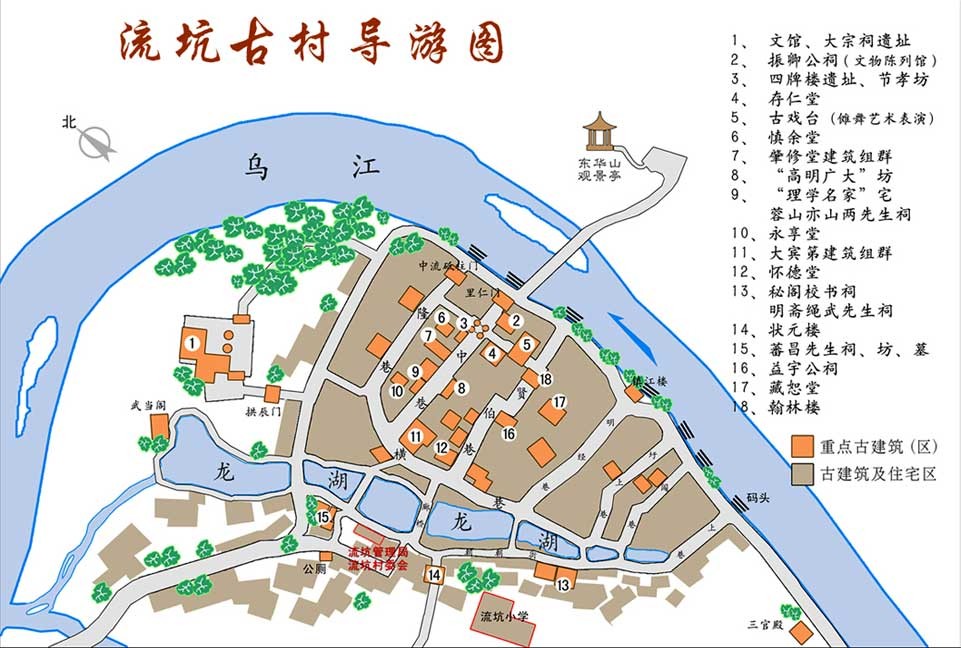 流坑古村导游图
1、 文馆、大宗祠遗址
2、 振卿公祠(文物陈列馆)
3、 四牌楼遗址、节孝坊
4、 存仁堂
5、 古戏台 (傩舞艺术表演)
6、 慎余堂
7、 肇修堂建筑组群
8、 “高明广大”坊
9、 “理学名家”宅
蓉山亦山两先生祠
10、 永享堂
11、 大宾第建筑组群
12、 怀德堂
13、 秘阁校书祠
明斋绳武先生祠
14、 状元楼
15、 蕃昌先生祠、坊、墓
16、 益宇公祠
17、 藏恕堂
18、 翰林楼
重点古建筑(区)
古建筑及住宅区
北
乌江
东华山
观景亭
中流砥柱门
里仁门
隆
巷
中
巷
贤
伯
巷
横
巷
明
经
巷
上
巷
圩
阁
巷
上
巷
镇江楼
码头
武当阁
拱辰门
龙
湖
龙
湖
朝
朝
街
流坑管理局
流坑村委会
公厕
流坑小学
三官殿
1
2
3
4
5
6
7
8
9
10
11
12
13
14
15
16
17
18